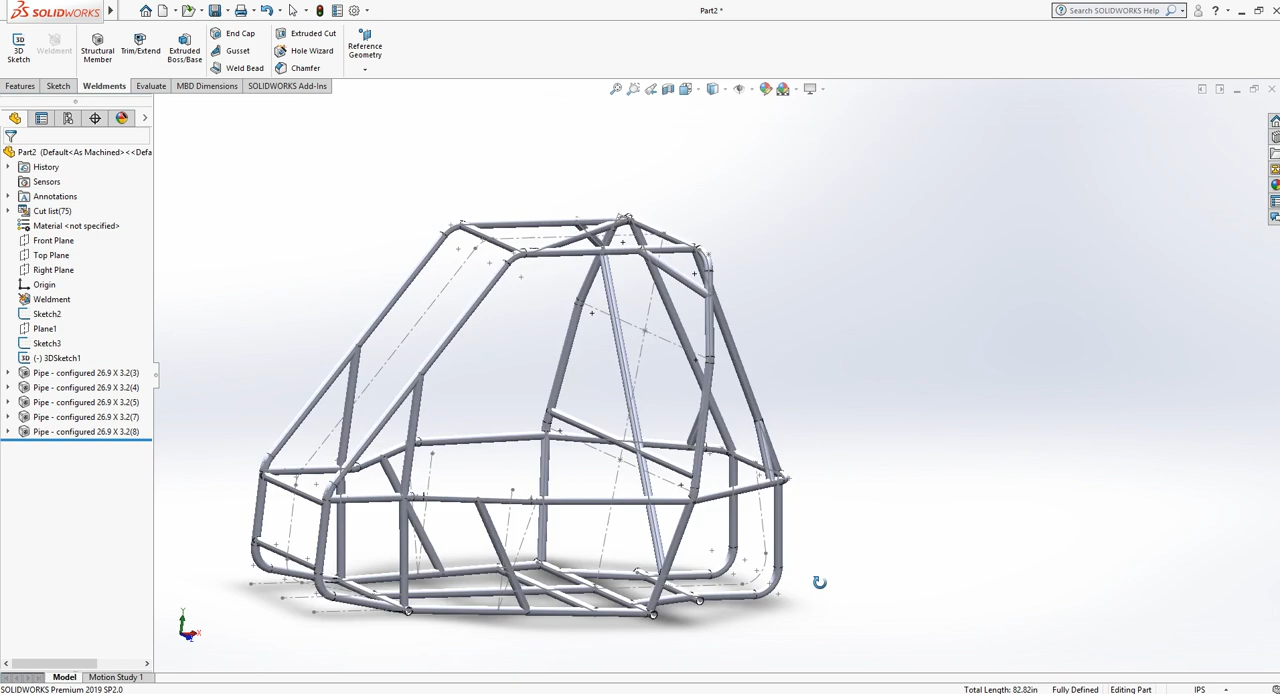 SOLIDWORKS
Part2 *
Search SOLIDWORKS Help
?
3D Sketch
Weldment
Structural Member
Trim/Extend
Extruded Boss/Base
End Cap
Gusset
Weld Bead
Extruded Cut
Hole Wizard
Chamfer
Reference Geometry
Features
Sketch
Weldments
Evaluate
MBD Dimensions
SOLIDWORKS Add-Ins
Part2 (Default<As Machined><<Defa
History
Sensors
Annotations
Cut list(75)
Material <not specified>
Front Plane
Top Plane
Right Plane
Origin
Weldment
Sketch2
Plane1
Sketch3
(-) 3DSketch1
Pipe - configured 26.9 X 3.2(3)
Pipe - configured 26.9 X 3.2(4)
Pipe - configured 26.9 X 3.2(5)
Pipe - configured 26.9 X 3.2(7)
Pipe - configured 26.9 X 3.2(8)
Y
X
Model
Motion Study 1
SOLIDWORKS Premium 2019 SP2.0
Total Length: 82.82in
Fully Defined
Editing Part
IPS